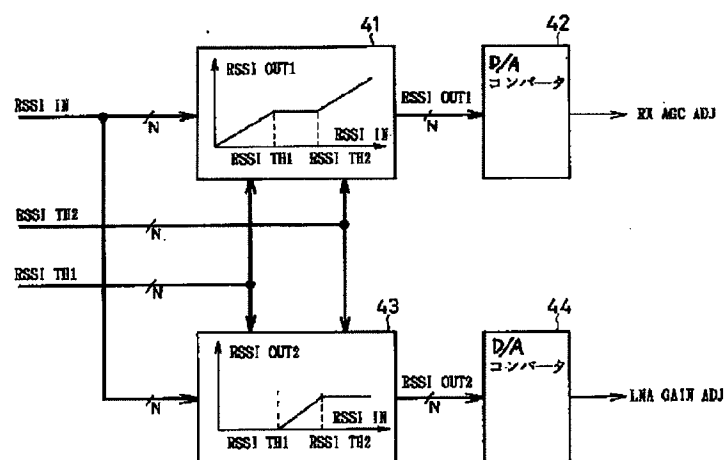 41
RSSI OUT1
RSSI IN
RSSI TH1 RSSI TH2
RSSI IN
N
RSSI OUT1
N
42
D/A
コンバータ
RX AGC ADJ
RSSI TH2
N
RSSI TH1
N
43
RSSI OUT2
RSSI IN
RSSI TH1 RSSI TH2
N
RSSI OUT2
N
44
D/A
コンバータ
LNA GAIN ADJ